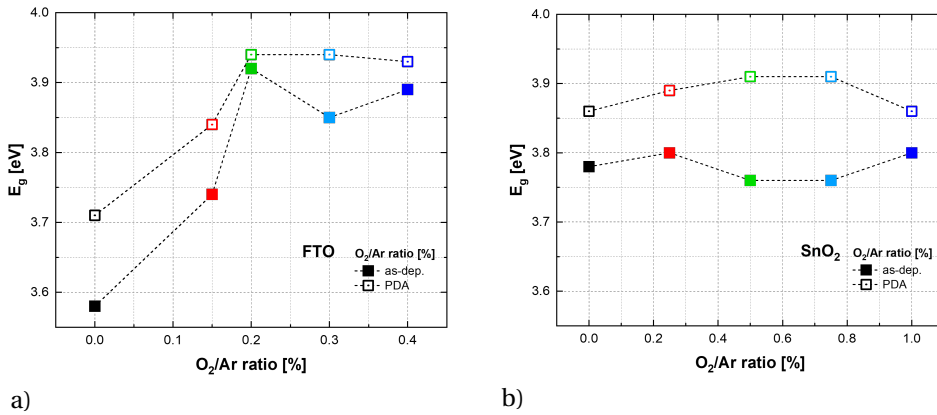 4.0
3.9
3.8
3.7
3.6
E_g [eV]
FTO
O₂/Ar ratio [%]
as-dep.
PDA
0.0 0.1 0.2 0.3 0.4
O₂/Ar ratio [%]
a)
4.0
3.9
3.8
3.7
3.6
E_g [eV]
SnO₂
O₂/Ar ratio [%]
as-dep.
PDA
0.0 0.2 0.4 0.6 0.8 1.0
O₂/Ar ratio [%]
b)